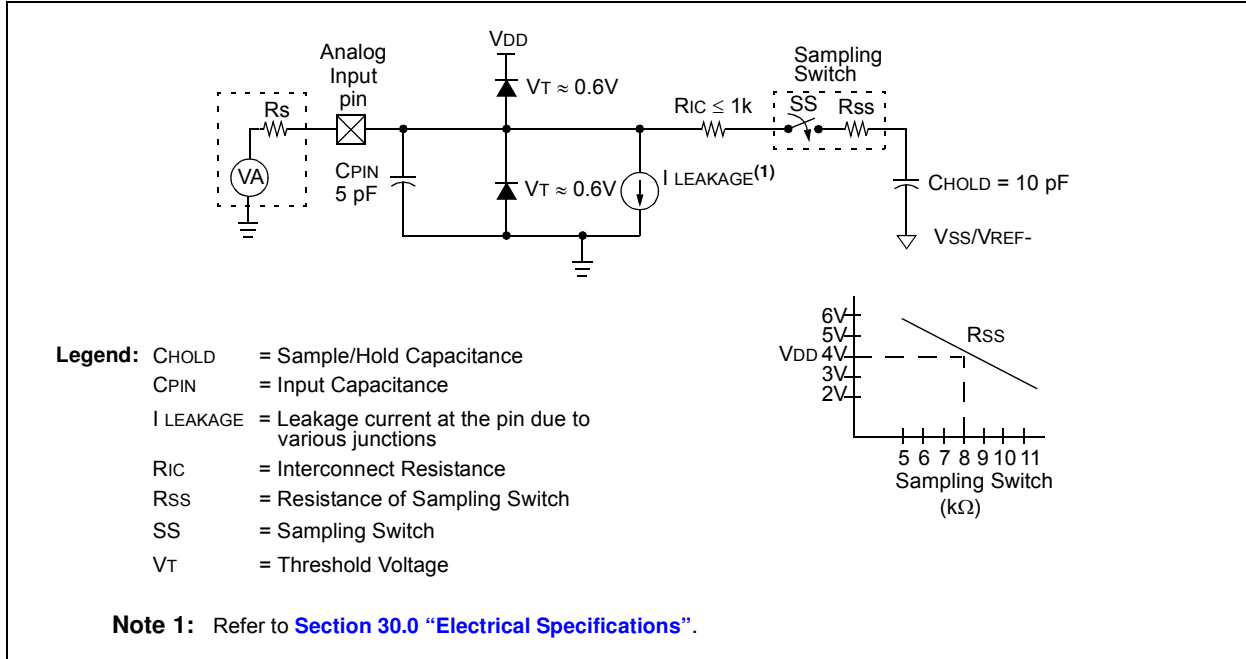 VDD
Analog
Input
pin
Sampling
Switch
VT ≈ 0.6V
Rs
RIC ≤ 1k
SS
Rss
VA
CPIN
5 pF
VT ≈ 0.6V
I LEAKAGE(1)
CHOLD = 10 pF
VSS/VREF-
6V
5V
VDD 4V
3V
2V
RSS
5 6 7 8 9 10 11
Sampling Switch
(kΩ)
Legend: CHOLD = Sample/Hold Capacitance
CPIN = Input Capacitance
I LEAKAGE = Leakage current at the pin due to
various junctions
RIC = Interconnect Resistance
RSS = Resistance of Sampling Switch
SS = Sampling Switch
VT = Threshold Voltage
Note 1: Refer to Section 30.0 “Electrical Specifications”.